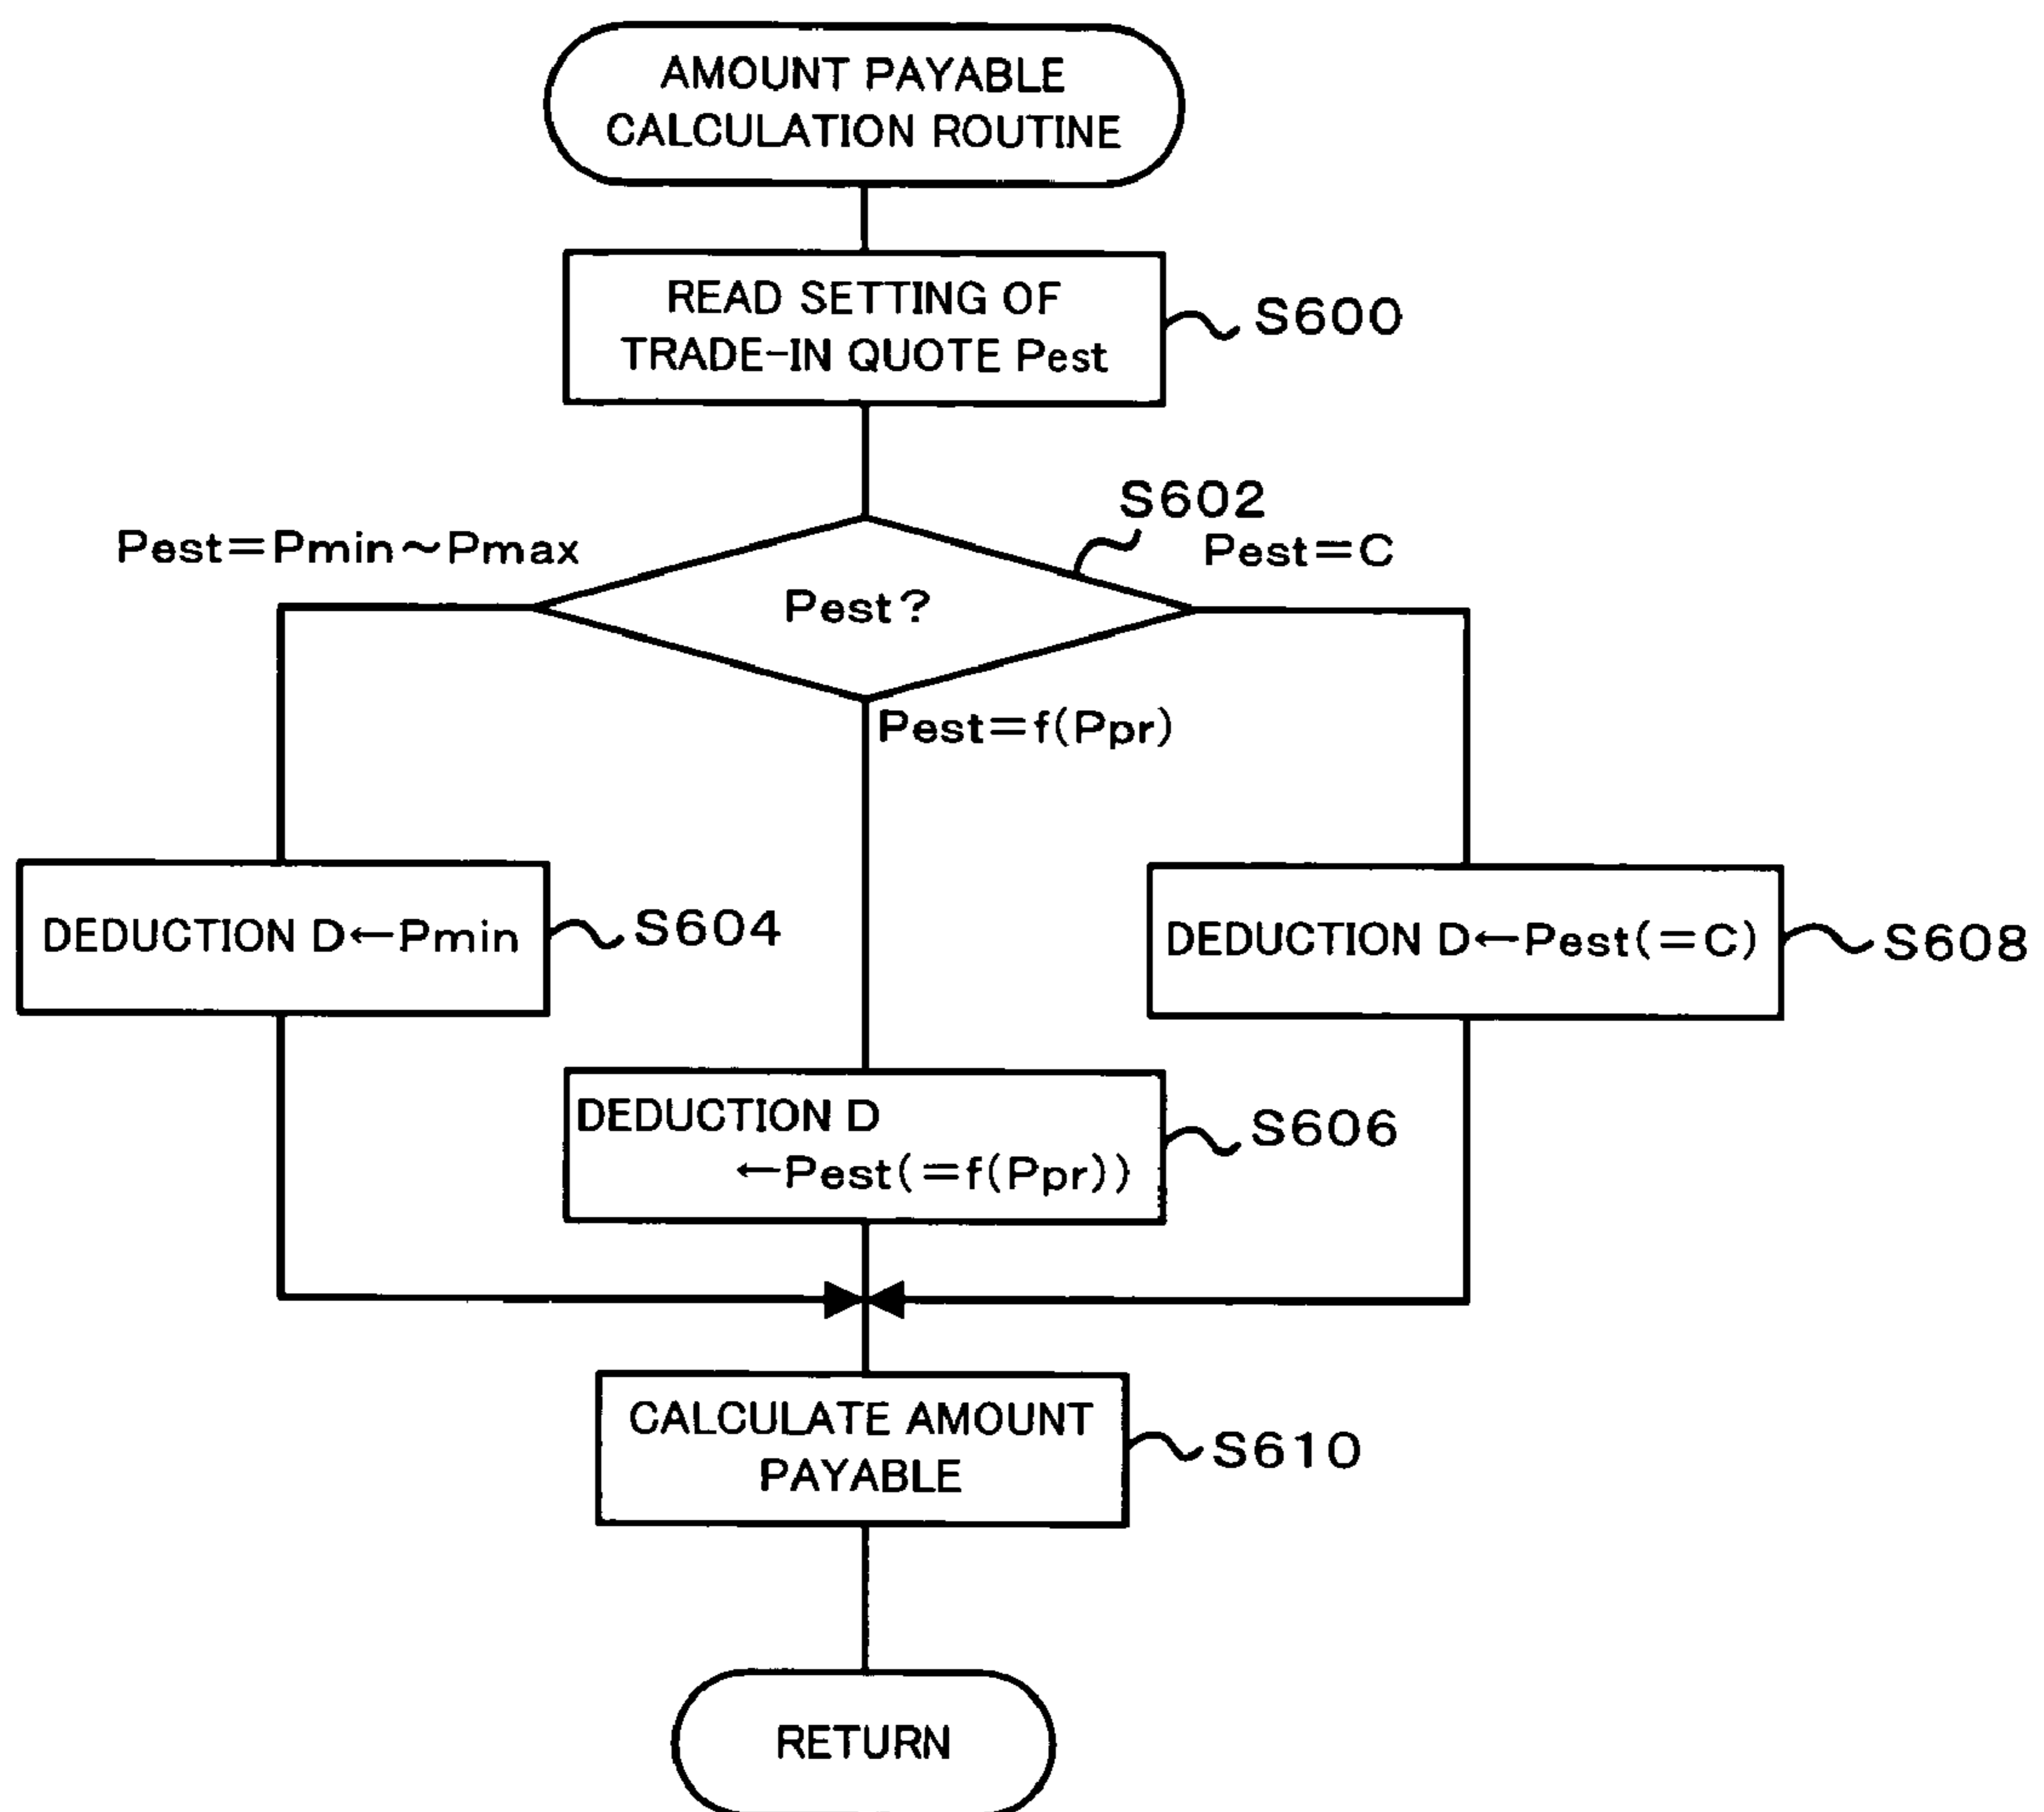 AMOUNT PAYABLE
CALCULATION ROUTINE
READ SETTING OF
TRADE-IN QUOTE Pest
S600
S602
Pest=Pmin～Pmax
Pest=C
Pest?
Pest=f(Ppr)
DEDUCTION D←Pmin
S604
DEDUCTION D←Pest(=C)
S608
DEDUCTION D
←Pest(=f(Ppr))
S606
CALCULATE AMOUNT
PAYABLE
S610
RETURN